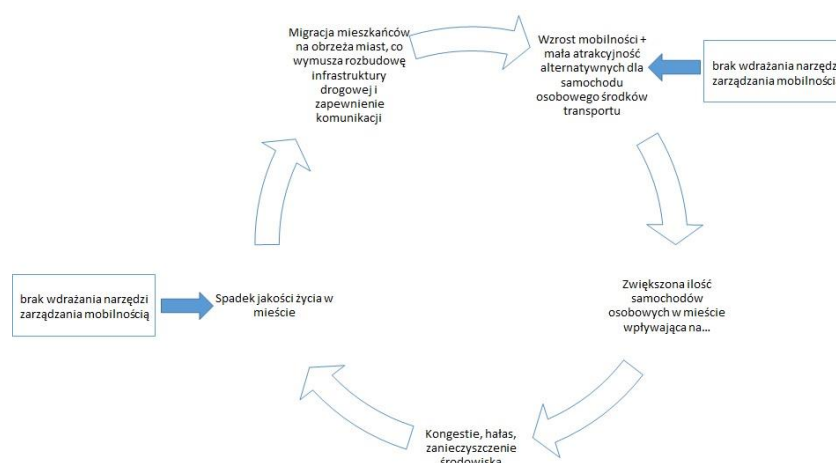 Migracja mieszkańców
na obrzeża miast, co
wymusza rozbudowę
infrastruktury
drogowej i
zapewnienie
komunikacji
Wzrost mobilności +
mała atrakcyjność
alternatywnych dla
samochodu
osobowego środków
transportu
brak wdrażania narzędzi
zarządzania mobilności
Zwiększona ilość
samochodów
osobowych w mieście
wpływająca na...
Kongestie, hałas,
zanieczyszczenie
środowiska
Spadek jakości życia w
mieście
brak wdrażania narzędzi
zarządzania mobilnością